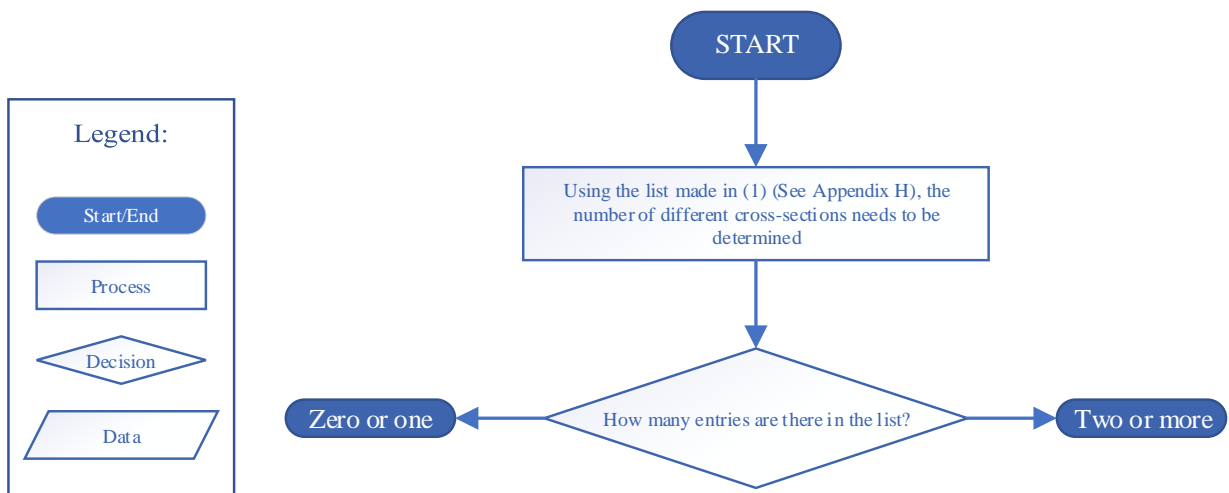 START
Legend:
Start/End
Process
Decision
Data
Using the list made in (1) (See Appendix H), the
number of different cross-sections needs to be
determined
How many entries are there in the list?
Zero or one
Two or more